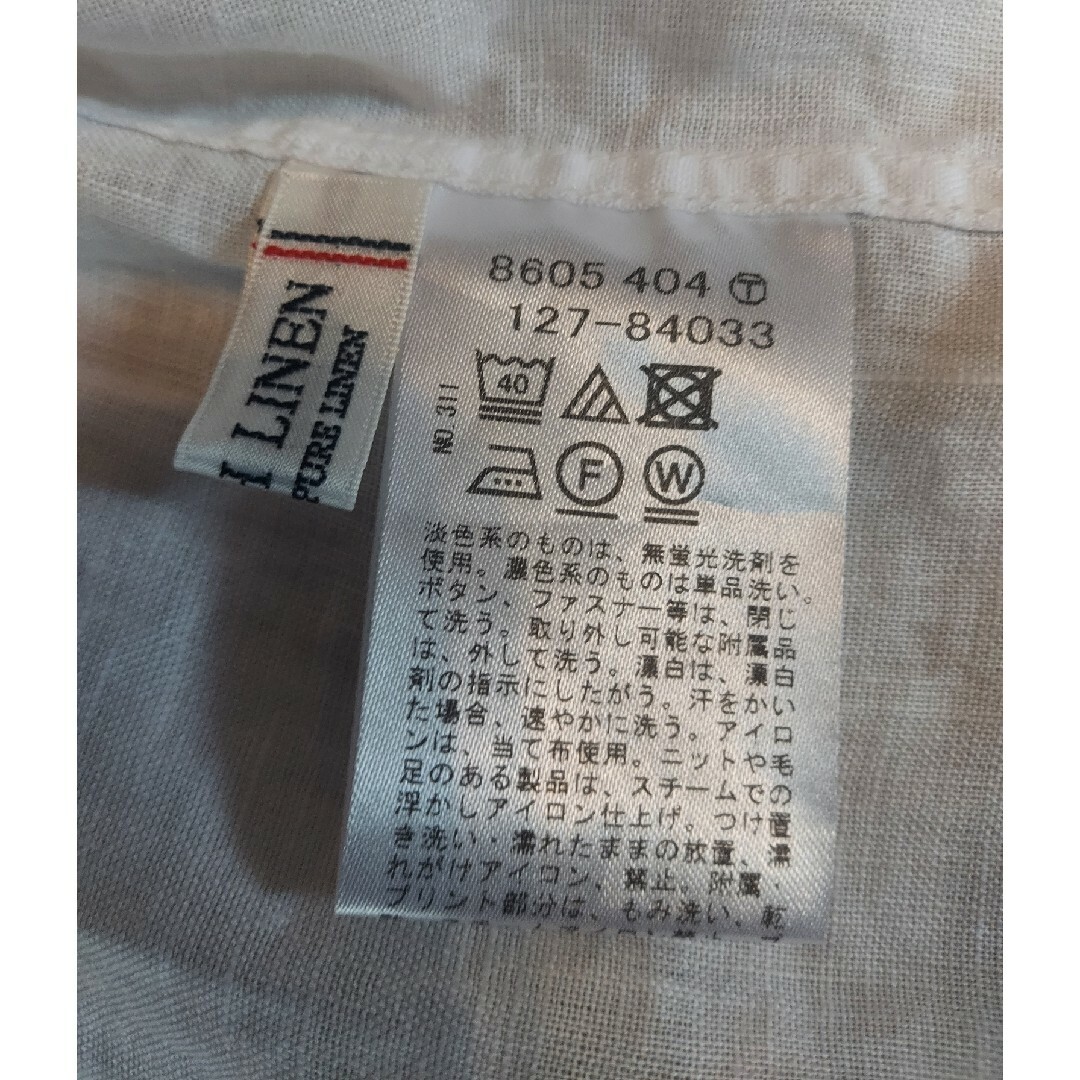 LINEN
PURE LINEN
8605 404 Ⓣ
127-84033
NO.311
40
F W
淡色系のものは、無蛍光洗剤を
使用。濃色系のものは単品洗い。
ボタン、ファスナー等は、閉じ
て洗う。取り外し可能な附属品
は、外して洗う。漂白は、漂白
剤の指示にしたがう。汗をかい
た場合、速やかに洗う。アイロ
ンは、当て布使用。ニットや毛
足のある製品は、スチームでの
浮かしアイロン仕上げ。つけ置
き洗い・濡れたままの放置、濡
れがけアイロン、禁止。附属・
プリント部分は、もみ洗い、乾